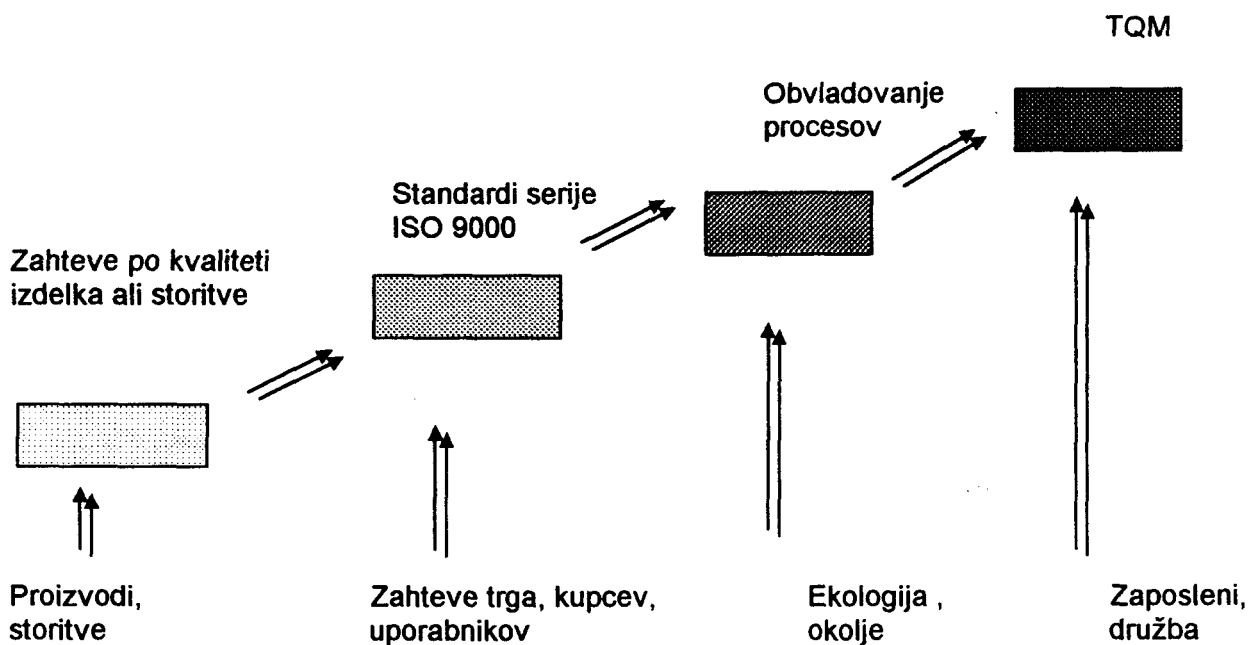 TQM
Obvladovanje
procesov
Standardi serije
ISO 9000
Zahteve po kvaliteti
izdelka ali storitve
Proizvodi,
storitve
Zahteve trga, kupcev,
uporabnikov
Ekologija ,
okolje
Zaposleni,
družba